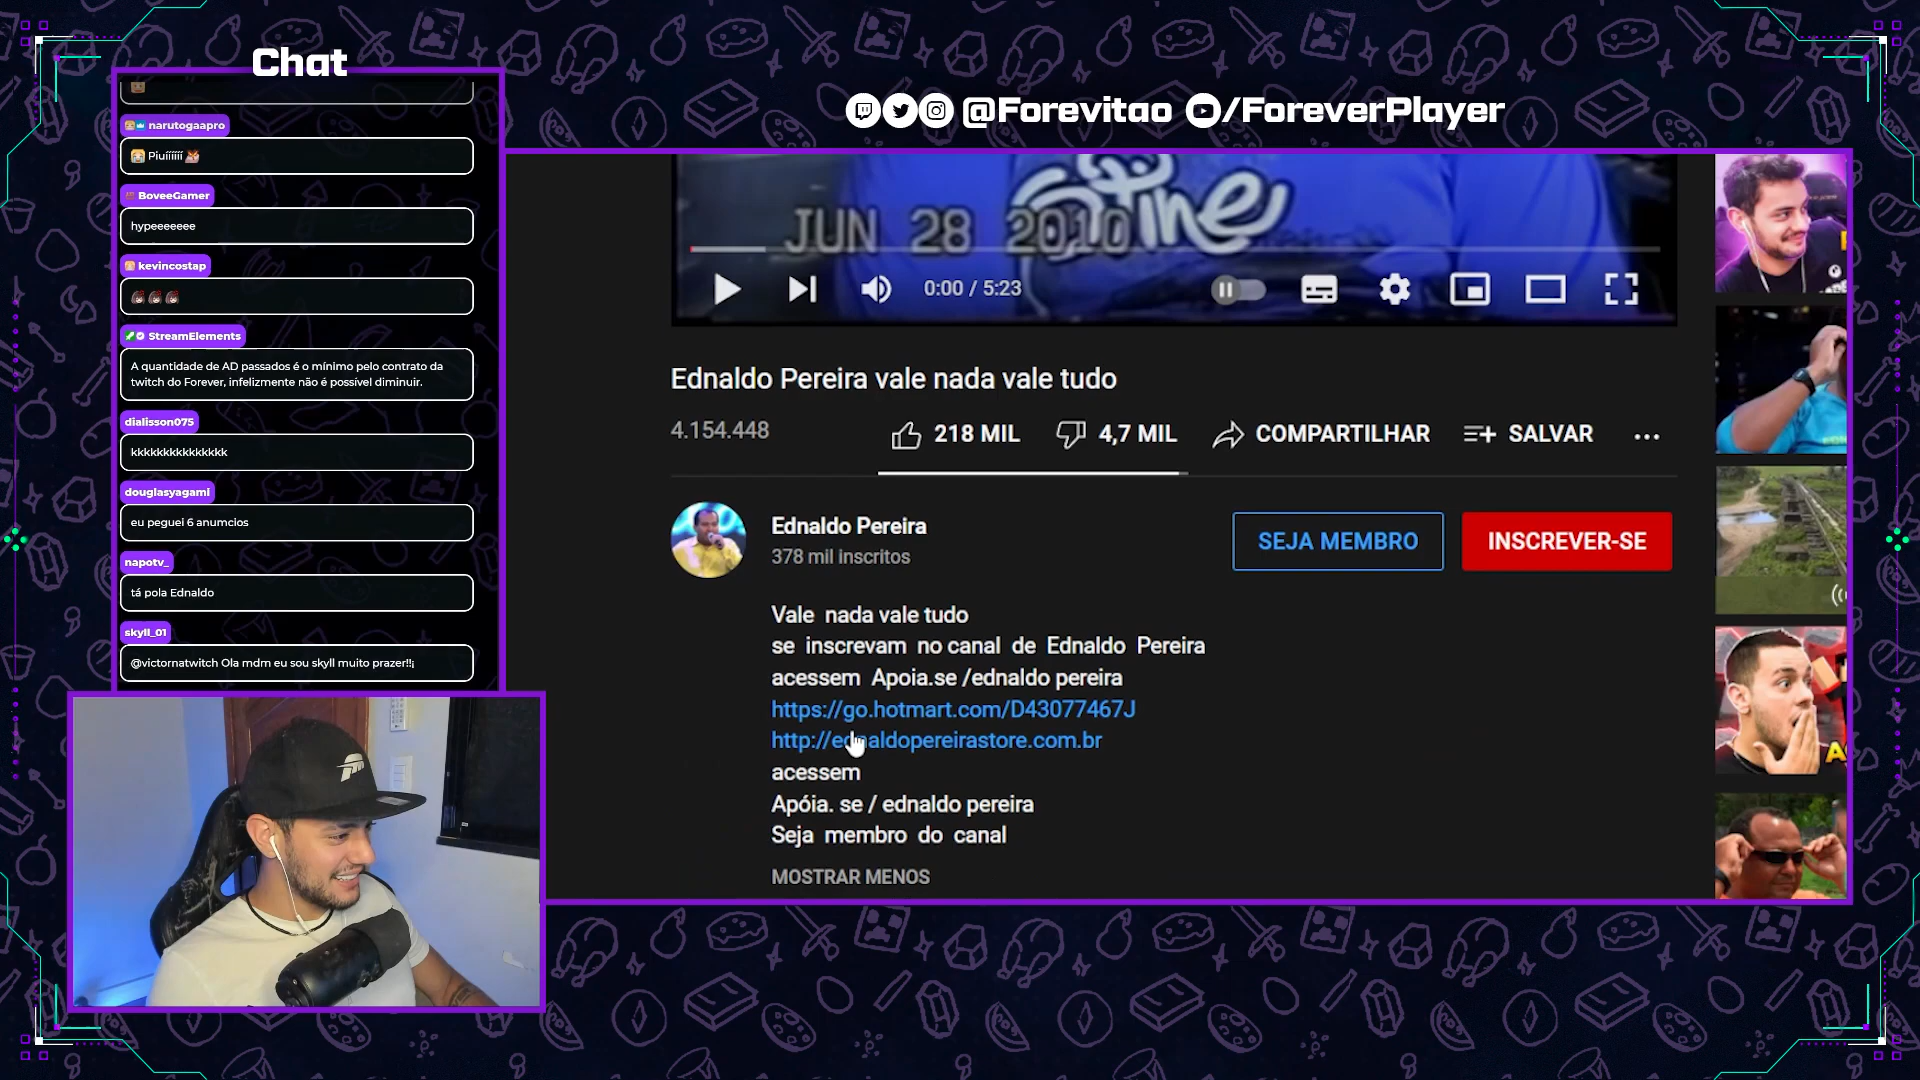 Chat
@Forevitao /ForeverPlayer
narutogaapro
Piuíííííí
BoveeGamer
hypeeeeeee
kevincostap
StreamElements
A quantidade de AD passados é o mínimo pelo contrato da
twitch do Forever, infelizmente não é possível diminuir.
dialisson075
kkkkkkkkkkkkkkk
douglasyagami
eu peguei 6 anumcios
napotv_
tá pola Ednaldo
skyll_01
@victornatwitch Ola mdm eu sou skyll muito prazer!!¡
JUN 28 2010
0:00 / 5:23
Ednaldo Pereira vale nada vale tudo
4.154.448
218 MIL
4,7 MIL
COMPARTILHAR
SALVAR
Ednaldo Pereira
378 mil inscritos
SEJA MEMBRO
INSCREVER-SE
Vale nada vale tudo
se inscrevam no canal de Ednaldo Pereira
acessem Apoia.se /ednaldo pereira
https://go.hotmart.com/D43077467J
http://ednaldopereirastore.com.br
acessem
Apóia. se / ednaldo pereira
Seja membro do canal
MOSTRAR MENOS